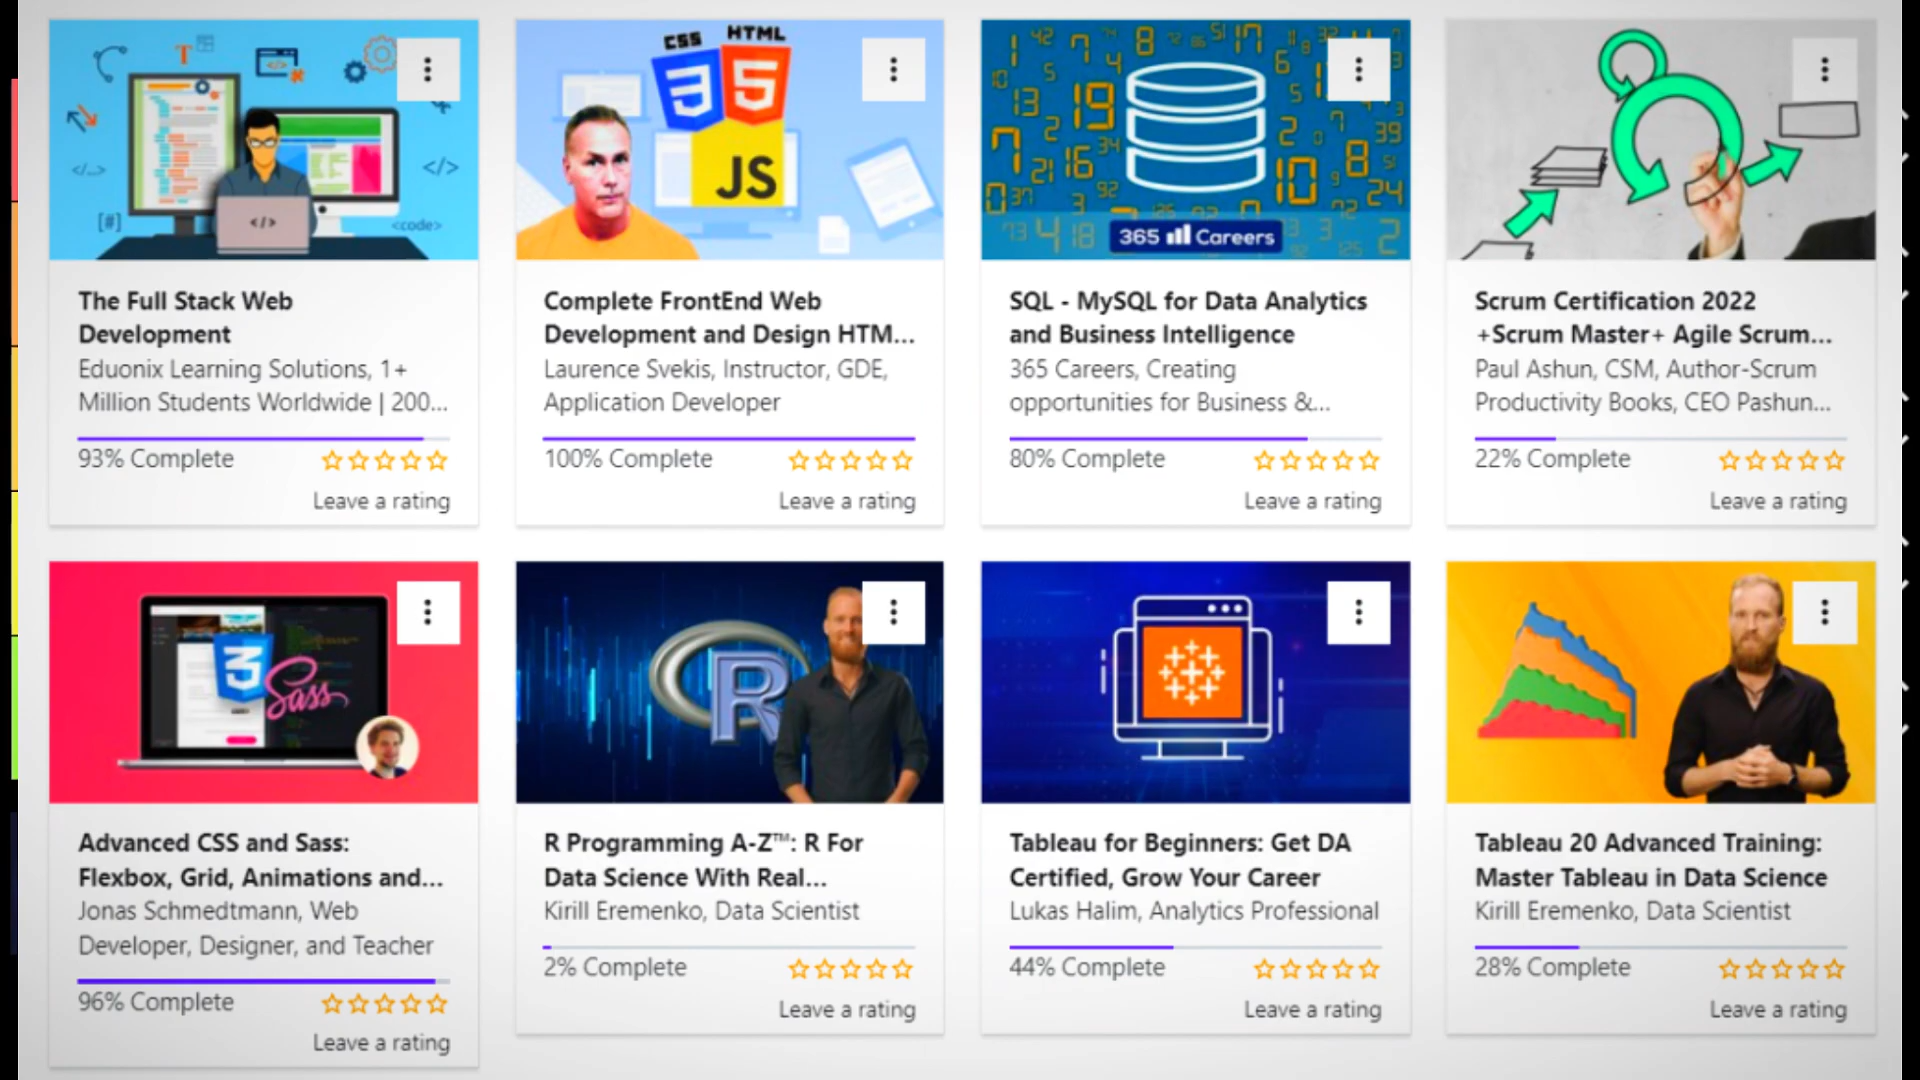 The Full Stack Web
Development
Eduonix Learning Solutions, 1+
Million Students Worldwide | 200...
93% Complete
Leave a rating
CSS HTML
3 5
JS
Complete FrontEnd Web
Development and Design HTM...
Laurence Svekis, Instructor, GDE,
Application Developer
100% Complete
Leave a rating
365 Careers
SQL - MySQL for Data Analytics
and Business Intelligence
365 Careers, Creating
opportunities for Business &...
80% Complete
Leave a rating
Scrum Certification 2022
+Scrum Master+ Agile Scrum...
Paul Ashun, CSM, Author-Scrum
Productivity Books, CEO Pashun...
22% Complete
Leave a rating
3 Sass
Advanced CSS and Sass:
Flexbox, Grid, Animations and...
Jonas Schmedtmann, Web
Developer, Designer, and Teacher
96% Complete
Leave a rating
R
R Programming A-Z™: R For
Data Science With Real...
Kirill Eremenko, Data Scientist
2% Complete
Leave a rating
Tableau for Beginners: Get DA
Certified, Grow Your Career
Lukas Halim, Analytics Professional
44% Complete
Leave a rating
Tableau 20 Advanced Training:
Master Tableau in Data Science
Kirill Eremenko, Data Scientist
28% Complete
Leave a rating